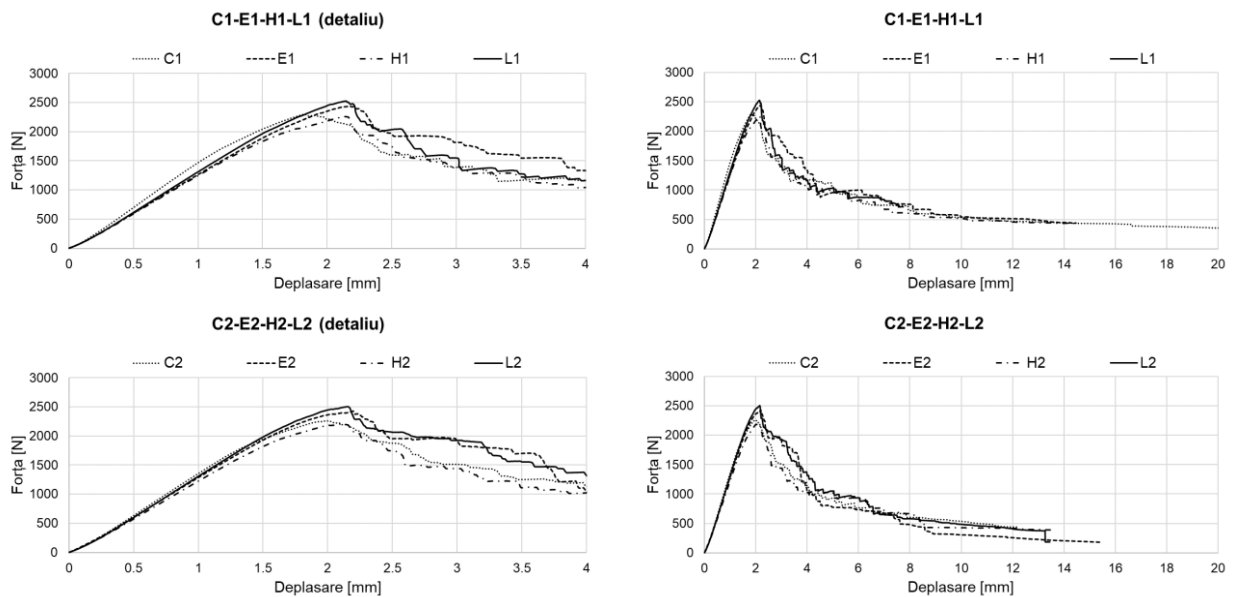 C1-E1-H1-L1 (detaliu)
C1 E1 H1 L1
3000
2500
2000
1500
1000
500
0
Forța [N]
0 0.5 1 1.5 2 2.5 3 3.5 4
Deplasare [mm]
C1-E1-H1-L1
C1 E1 H1 L1
3000
2500
2000
1500
1000
500
0
Forța [N]
0 2 4 6 8 10 12 14 16 18 20
Deplasare [mm]
C2-E2-H2-L2 (detaliu)
C2 E2 H2 L2
3000
2500
2000
1500
1000
500
0
Forța [N]
0 0.5 1 1.5 2 2.5 3 3.5 4
Deplasare [mm]
C2-E2-H2-L2
C2 E2 H2 L2
3000
2500
2000
1500
1000
500
0
Forța [N]
0 2 4 6 8 10 12 14 16 18 20
Deplasare [mm]